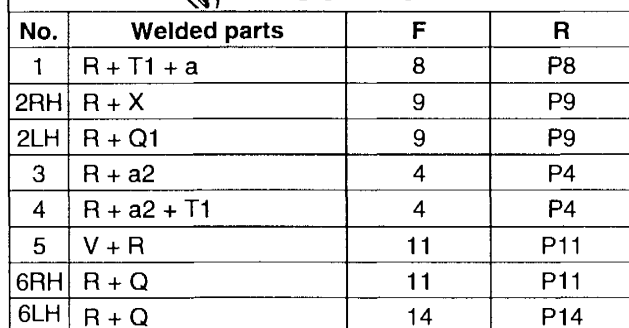 No. Welded parts F R
1 R + T1 + a 8 P8
2RH R + X 9 P9
2LH R + Q1 9 P9
3 R + a2 4 P4
4 R + a2 + T1 4 P4
5 V + R 11 P11
6RH R + Q 11 P11
6LH R + Q 14 P14